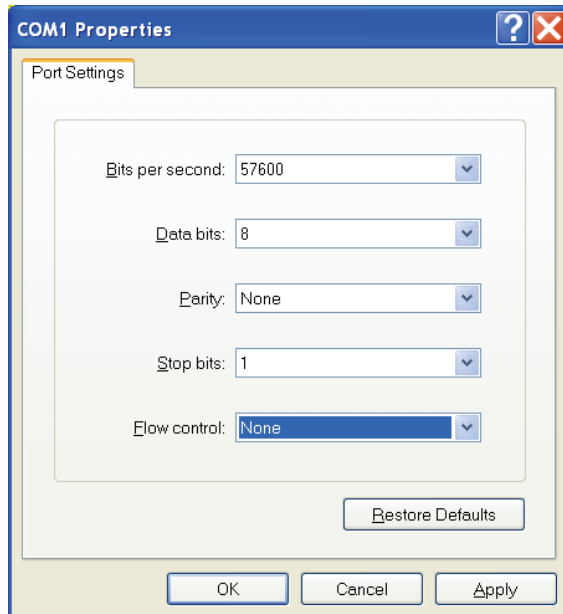 COM1 Properties
Port Settings
Bits per second: 57600
Data bits: 8
Parity: None
Stop bits: 1
Flow control: None
Restore Defaults
OK Cancel Apply